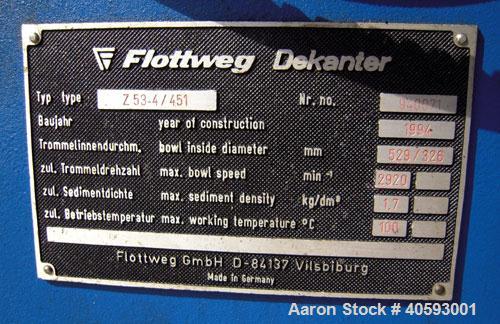 Flottweg Dekanter
Typ type Z 53-4/451 Nr. no.
Baujahr year of construction 1994
Trommelinnendurchm. bowl inside diameter mm 529/326
zul. Trommeldrehzahl max. bowl speed min⁻¹ 2920
zul. Sedimentdichte max. sediment density kg/dm³ 1,7
zul. Betriebstemperatur max. working temperature °C 100
Flottweg GmbH D-84137 Vilsbiburg
Made in Germany
Aaron Stock # 40593001